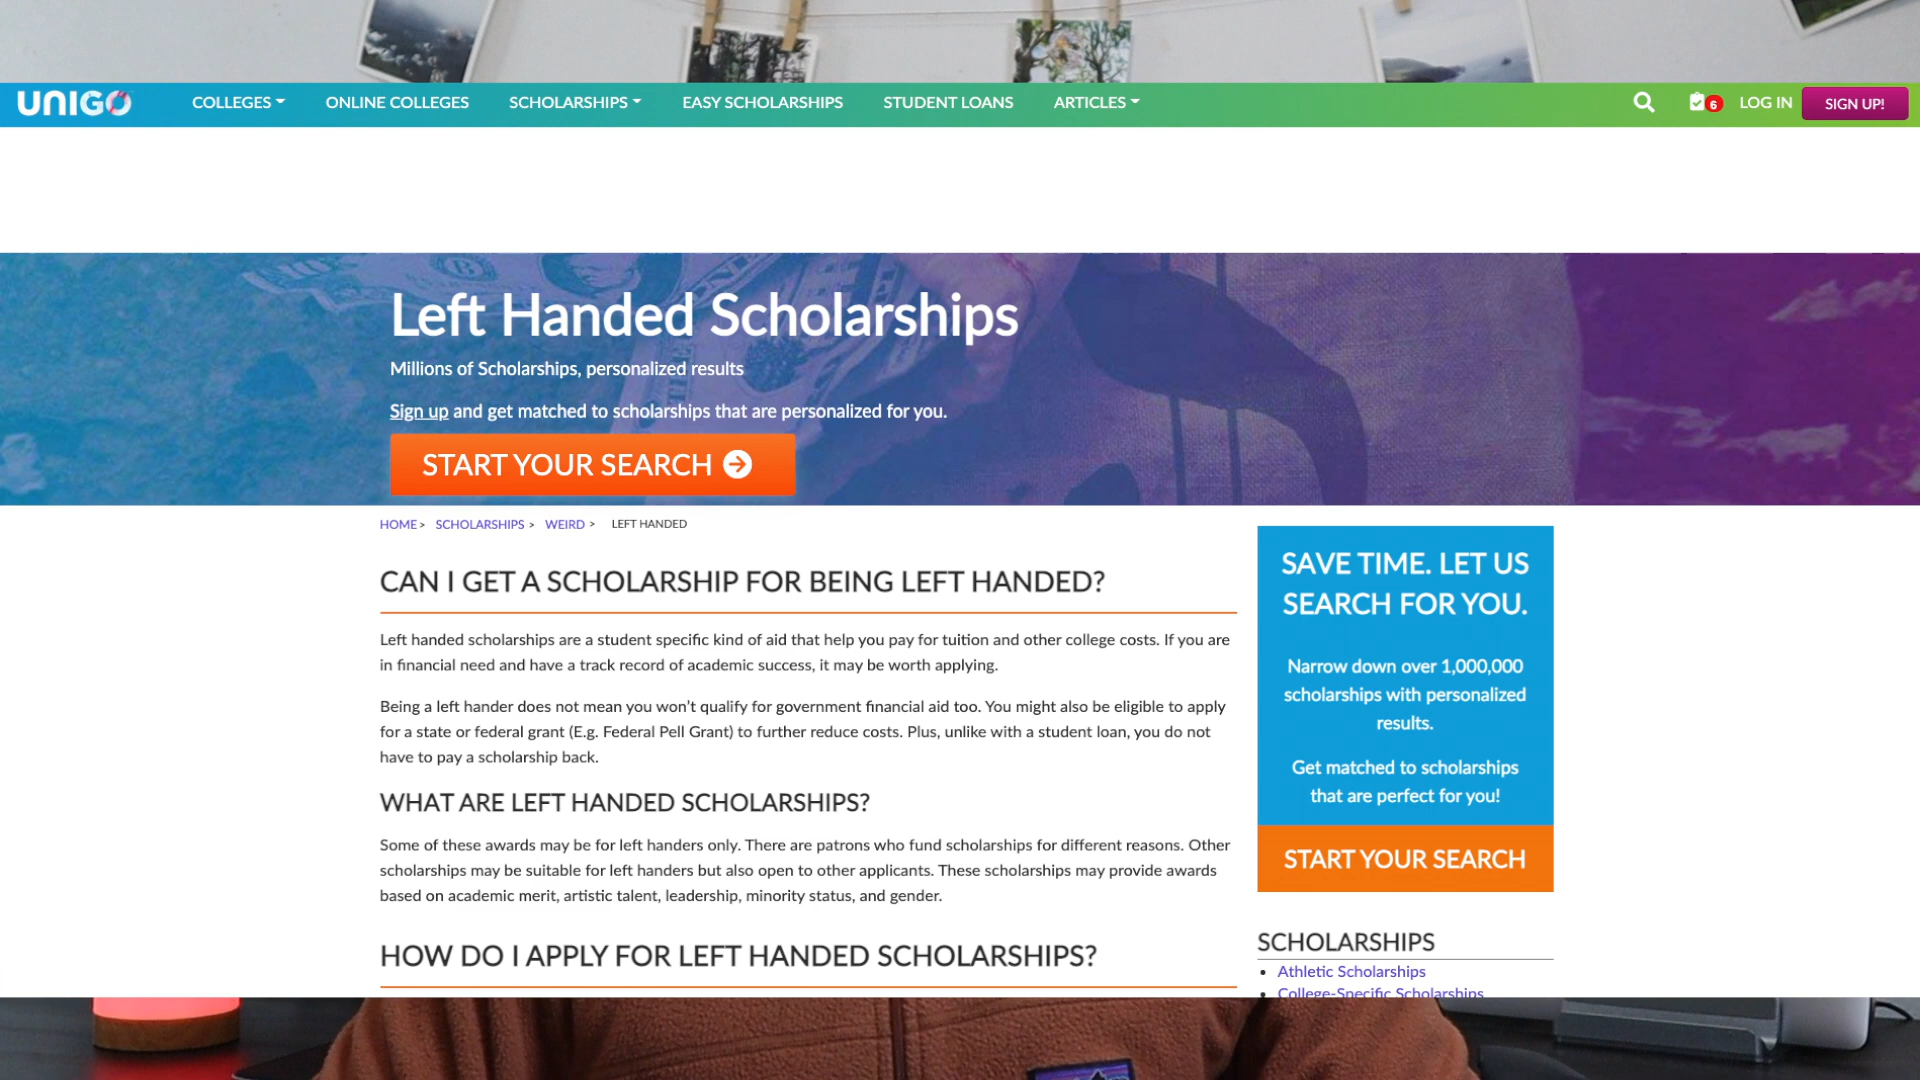 UNIGO
COLLEGES
ONLINE COLLEGES
SCHOLARSHIPS
EASY SCHOLARSHIPS
STUDENT LOANS
ARTICLES
6
LOG IN
SIGN UP!
Left Handed Scholarships
Millions of Scholarships, personalized results
Sign up and get matched to scholarships that are personalized for you.
START YOUR SEARCH
HOME > SCHOLARSHIPS > WEIRD > LEFT HANDED
CAN I GET A SCHOLARSHIP FOR BEING LEFT HANDED?
Left handed scholarships are a student specific kind of aid that help you pay for tuition and other college costs. If you are
in financial need and have a track record of academic success, it may be worth applying.
Being a left hander does not mean you won’t qualify for government financial aid too. You might also be eligible to apply
for a state or federal grant (E.g. Federal Pell Grant) to further reduce costs. Plus, unlike with a student loan, you do not
have to pay a scholarship back.
WHAT ARE LEFT HANDED SCHOLARSHIPS?
Some of these awards may be for left handers only. There are patrons who fund scholarships for different reasons. Other
scholarships may be suitable for left handers but also open to other applicants. These scholarships may provide awards
based on academic merit, artistic talent, leadership, minority status, and gender.
HOW DO I APPLY FOR LEFT HANDED SCHOLARSHIPS?
SAVE TIME. LET US
SEARCH FOR YOU.
Narrow down over 1,000,000
scholarships with personalized
results.
Get matched to scholarships
that are perfect for you!
START YOUR SEARCH
SCHOLARSHIPS
Athletic Scholarships
College-Specific Scholarships